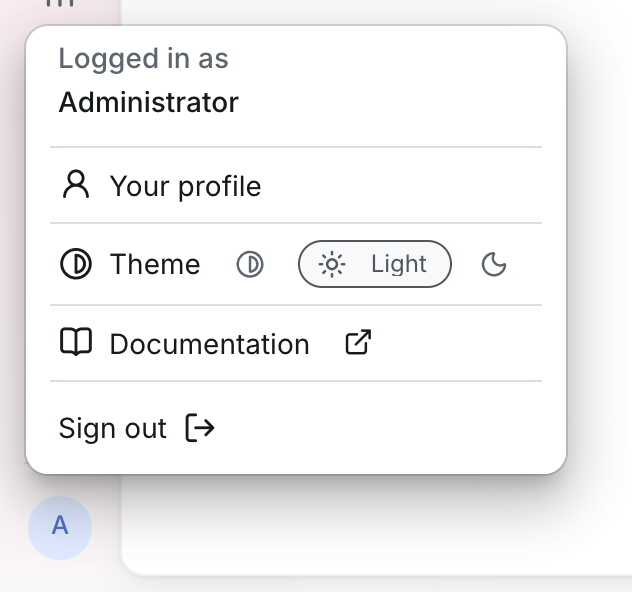 Logged in as
Administrator
Your profile
Theme Light
Documentation
Sign out
A